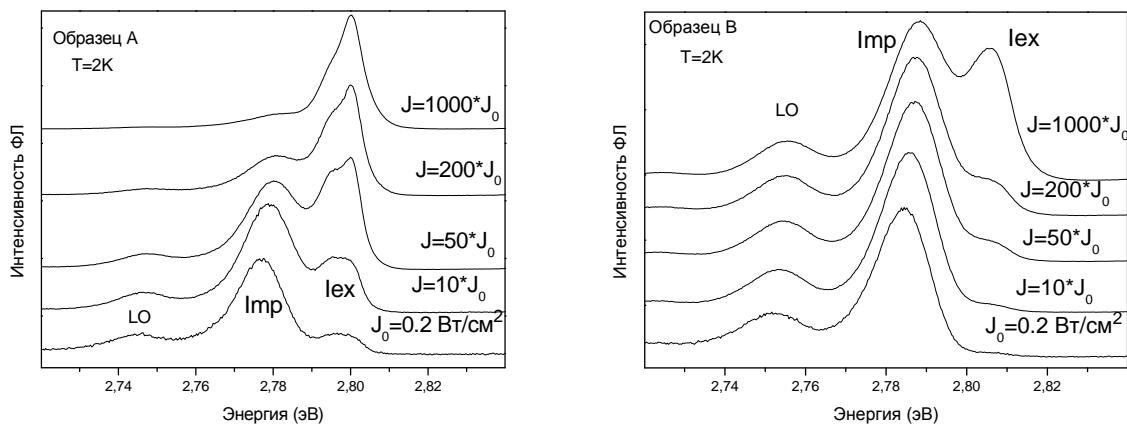 Образец А
T=2K
J=1000*J₀
J=200*J₀
J=50*J₀
J=10*J₀
J₀=0.2 Вт/см²
LO
Imp
Iex
Интенсивность ФЛ
2,74 2,76 2,78 2,80 2,82
Энергия (эВ)
Образец В
T=2K
Imp
Iex
LO
J=1000*J₀
J=200*J₀
J=50*J₀
J=10*J₀
J₀=0.2 Вт/см²
Интенсивность ФЛ
2,74 2,76 2,78 2,80 2,82
Энергия (эВ)